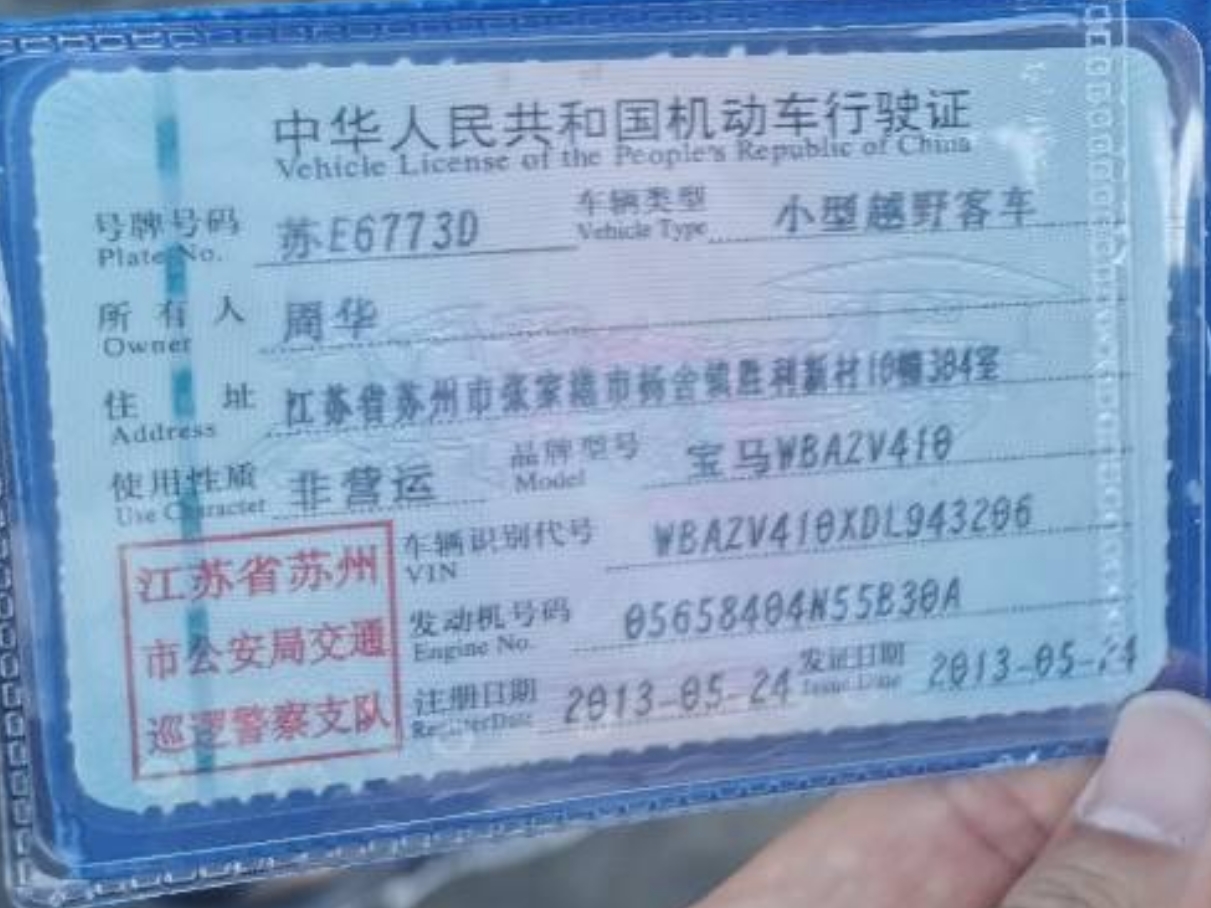 中华人民共和国机动车行驶证
Vehicle License of the People's Republic of China
号牌号码 苏E6773D 车辆类型 小型越野客车
Plate No. Vehicle Type
所有人 周华
Owner
住址 江苏省苏州市张家港市杨舍镇胜利新村10幢304室
Address
使用性质 非营运 品牌型号 宝马WBAZV410
Use Character Model
江苏省苏州
市公安局交通
巡逻警察支队
车辆识别代号 WBAZV410XDL943206
VIN
发动机号码 05658404N55B30A
Engine No.
注册日期 2013-05-24 发证日期 2013-05-24
Register Date Issue Date